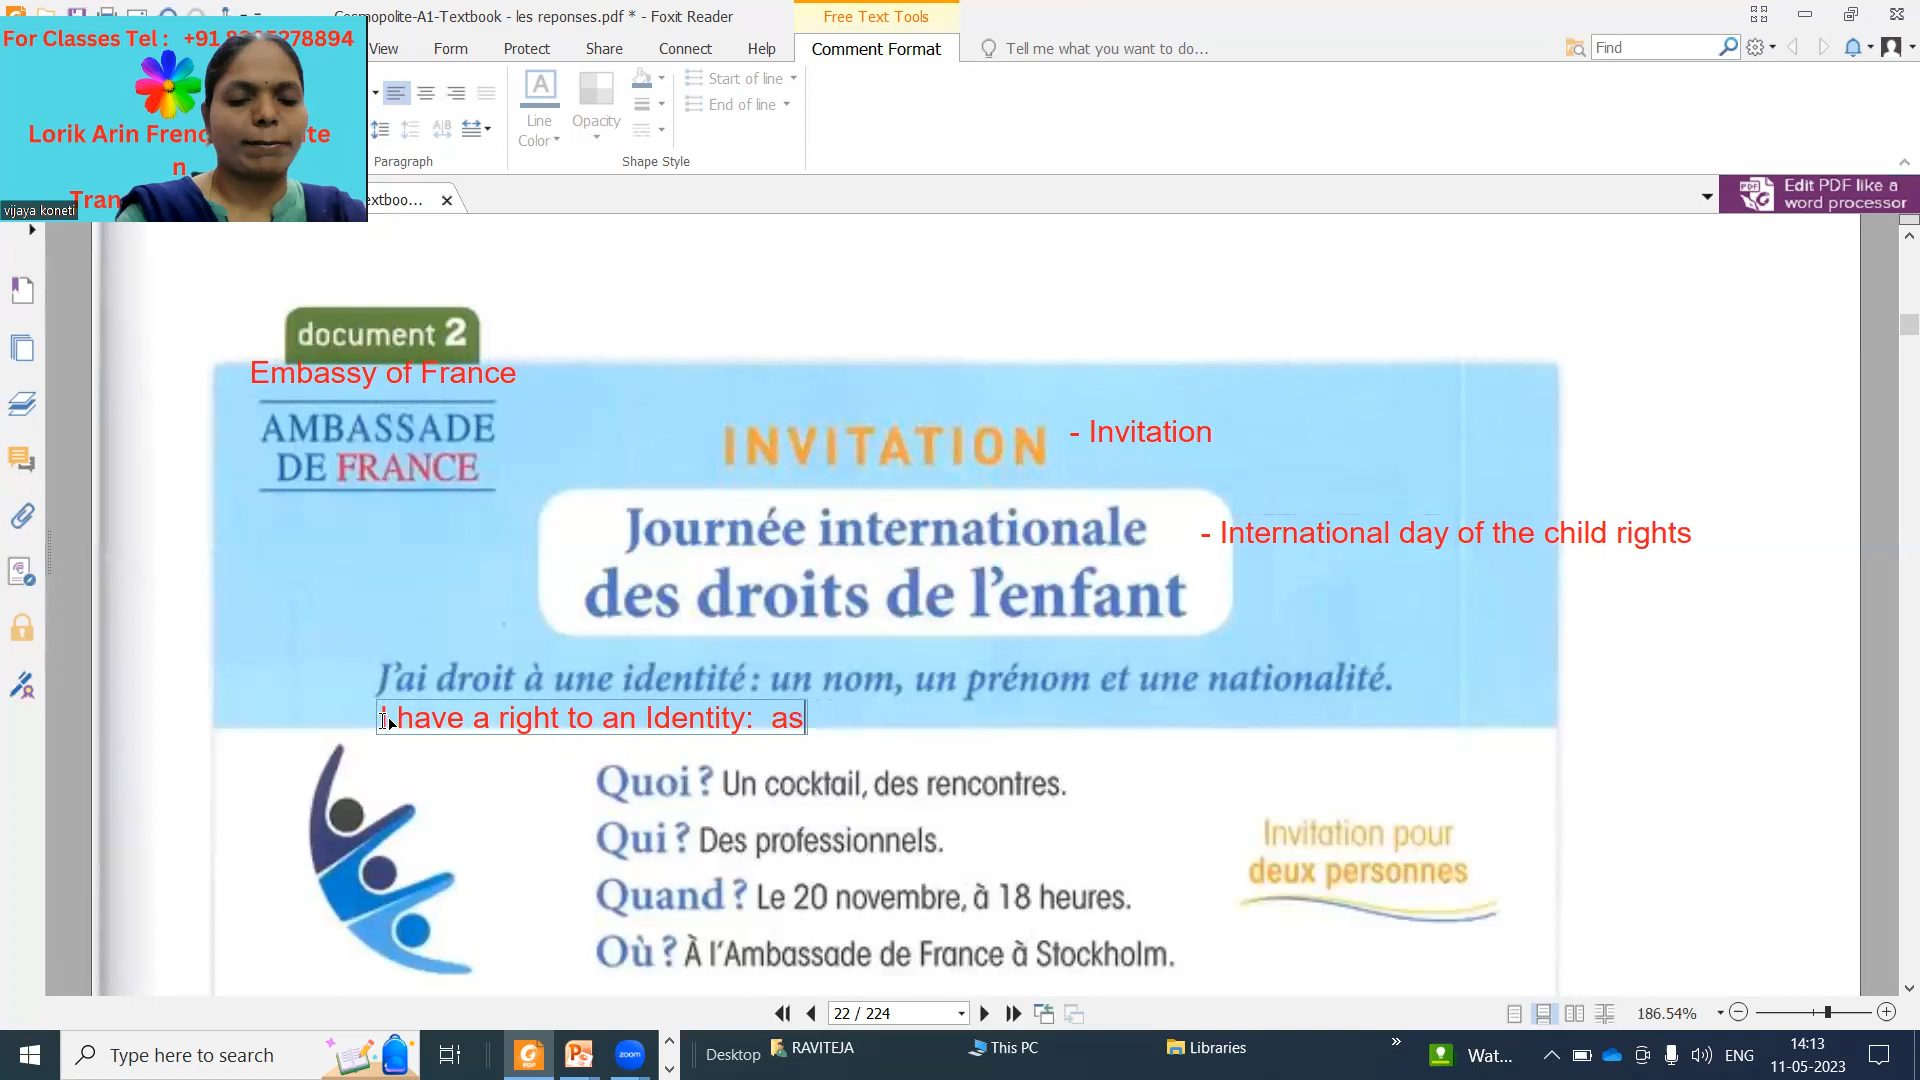 Cosmopolite-A1-Textbook - les reponses.pdf * - Foxit Reader
Free Text Tools
For Classes Tel : +91 8
278894
View Form Protect Share Connect Help Comment Format Tell me what you want to do... Find
Start of line
End of line
Line
Color
Opacity
Paragraph
Shape Style
Lorik Arin
te
n
Tran
vijaya koneti
extboo...
Edit PDF like a
word processor
document 2
Embassy of France
AMBASSADE
DE FRANCE
INVITATION - Invitation
Journée internationale
des droits de l'enfant
- International day of the child rights
J'ai droit à une identité : un nom, un prénom et une nationalité.
I have a right to an Identity: as
Quoi ? Un cocktail, des rencontres.
Qui ? Des professionnels.
Quand ? Le 20 novembre, à 18 heures.
Où ? À l'Ambassade de France à Stockholm.
Invitation pour
deux personnes
22 / 224
186.54%
Type here to search
Desktop
RAVITEJA
This PC
Libraries
Wat...
ENG
14:13
11-05-2023